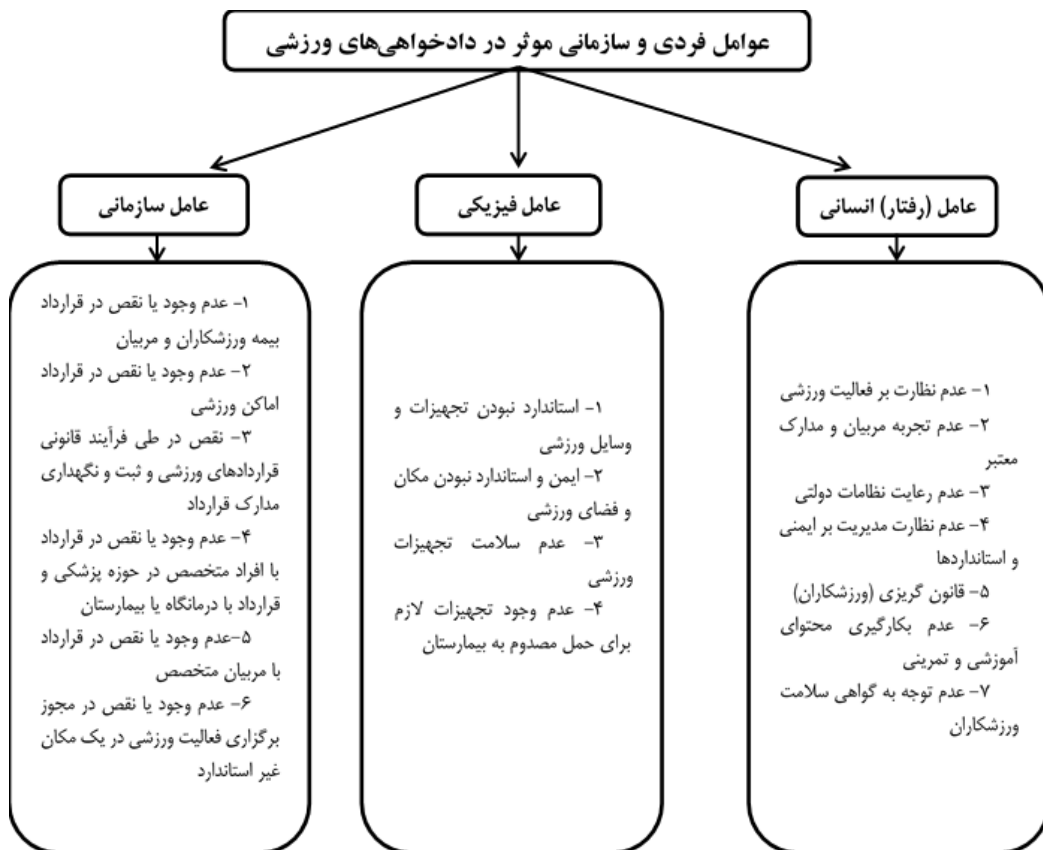 عوامل فردی و سازمانی موثر در دادخواهی‌های ورزشی
عامل (رفتار) انسانی
عامل فیزیکی
عامل سازمانی
۱- عدم نظارت بر فعالیت ورزشی
۲- عدم تجربه مربیان و مدارک
معتبر
۳- عدم رعایت نظامات دولتی
۴- عدم نظارت مدیریت بر ایمنی
و استانداردها
۵- قانون گریزی (ورزشکاران)
۶- عدم بکارگیری محتوای
آموزشی و تمرینی
۷- عدم توجه به گواهی سلامت
ورزشکاران
۱- استاندارد نبودن تجهیزات و
وسایل ورزشی
۲- ایمن و استاندارد نبودن مکان
و فضای ورزشی
۳- عدم سلامت تجهیزات
ورزشی
۴- عدم وجود تجهیزات لازم
برای حمل مصدوم به بیمارستان
۱- عدم وجود یا نقص در قرارداد
بیمه ورزشکاران و مربیان
۲- عدم وجود یا نقص در قرارداد
اماکن ورزشی
۳- نقص در طی فرآیند قانونی
قراردادهای ورزشی و ثبت و نگهداری
مدارک قرارداد
۴- عدم وجود یا نقص در قرارداد
با افراد متخصص در حوزه پزشکی و
قرارداد با درمانگاه یا بیمارستان
۵-عدم وجود یا نقص در قرارداد
با مربیان متخصص
۶- عدم وجود یا نقص در مجوز
برگزاری فعالیت ورزشی در یک مکان
غیر استاندارد